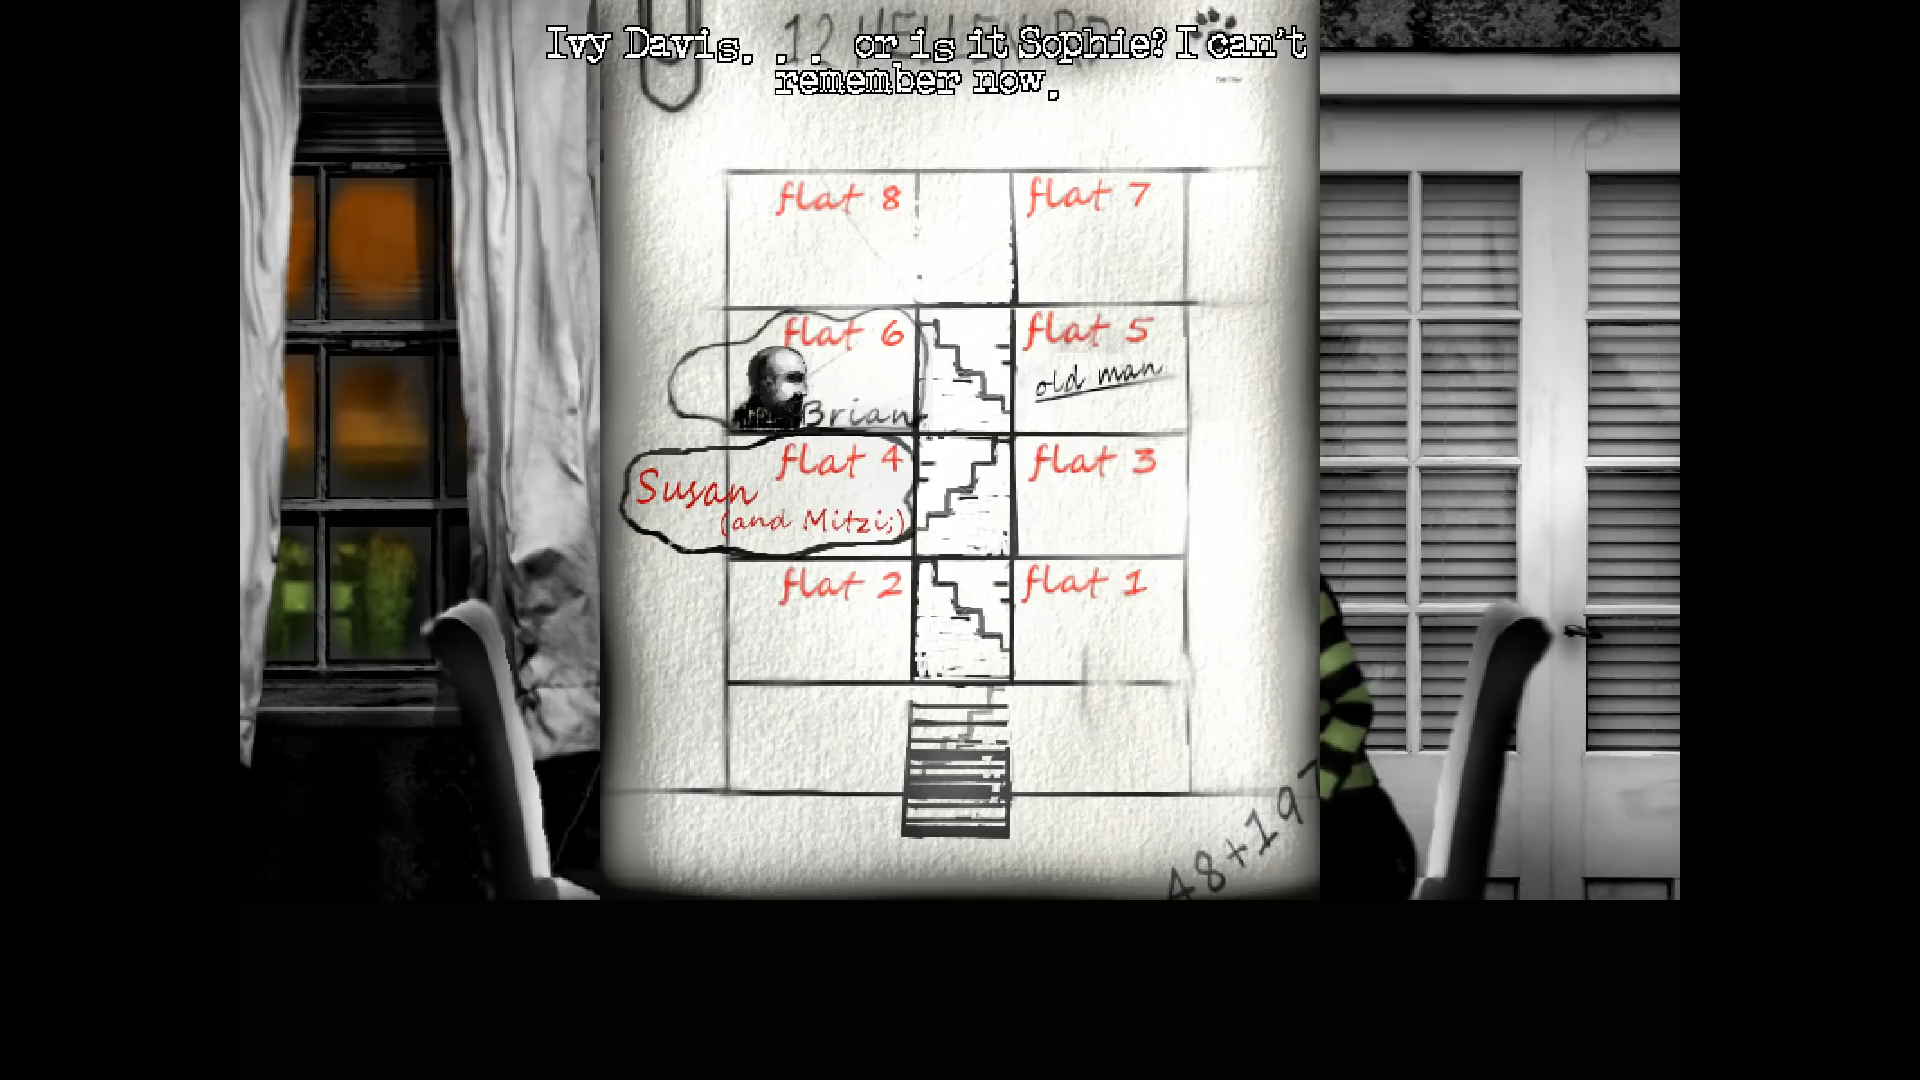 Ivy Davis. . . or is it Sophie? I can't
remember now.
flat 8
flat 7
flat 6
Brian
flat 5
old man
flat 4
Susan
(and Mitzi;)
flat 3
flat 2
flat 1
48+197